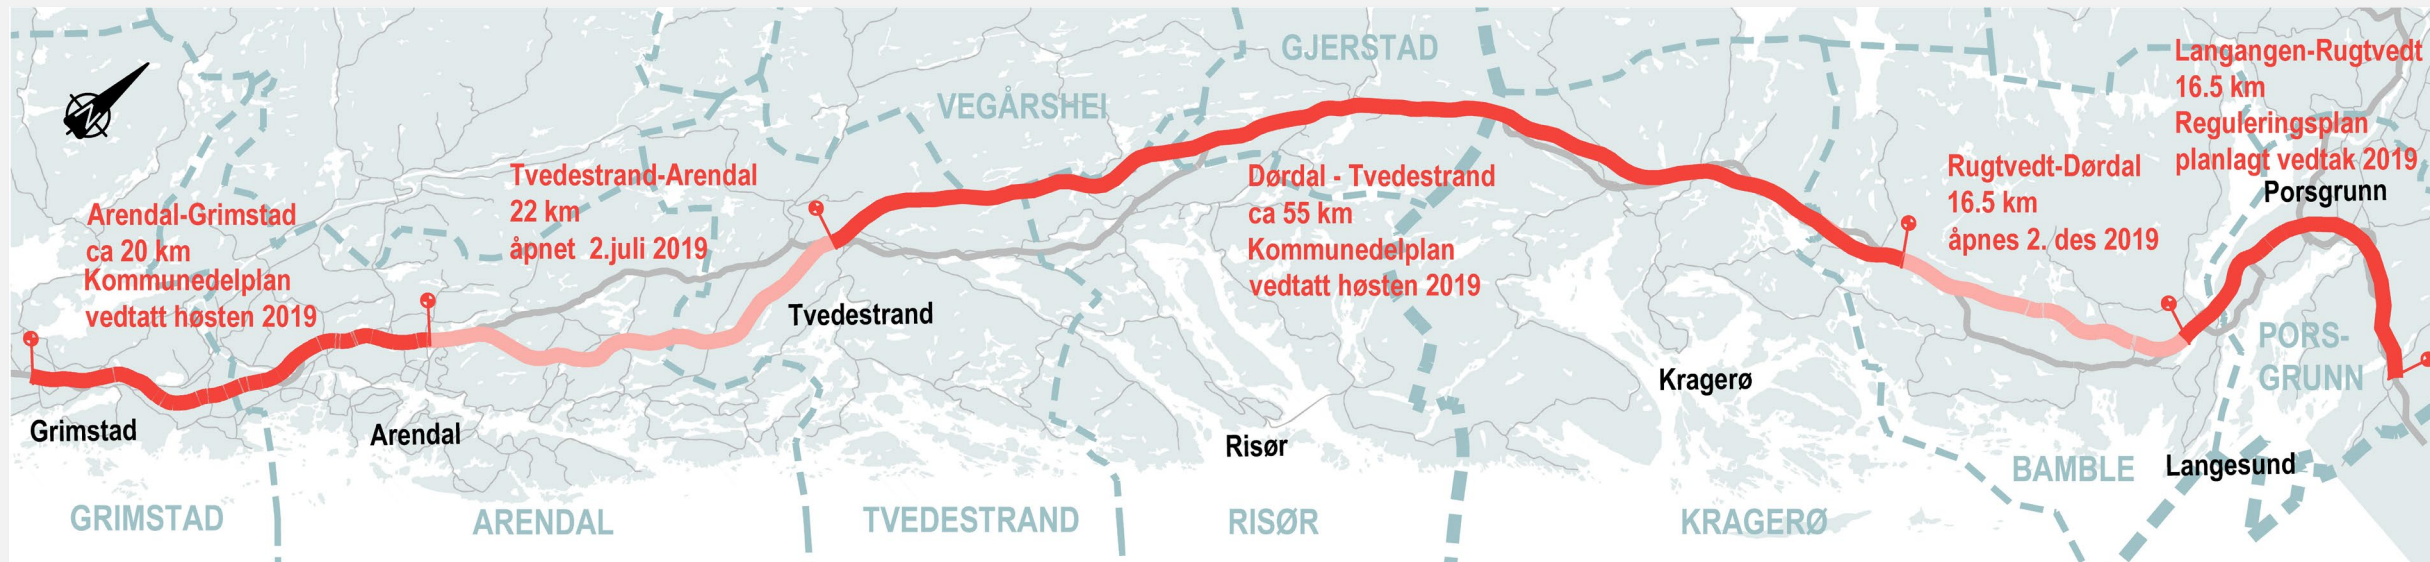 Arendal-Grimstad
ca 20 km
Kommunedelplan
vedtatt høsten 2019
Tvedestrand-Arendal
22 km
åpnet 2.juli 2019
Dørdal - Tvedestrand
ca 55 km
Kommunedelplan
vedtatt høsten 2019
Rugtvedt-Dørdal
16.5 km
åpnes 2. des 2019
Langangen-Rugtvedt
16.5 km
Reguleringsplan
planlagt vedtak 2019
Porsgrunn
GJERSTAD
VEGÅRSHEI
N
Tvedestrand
Kragerø
Grimstad
Arendal
Risør
Langesund
PORS-
GRUNN
BAMBLE
GRIMSTAD
ARENDAL
TVEDESTRAND
RISØR
KRAGERØ